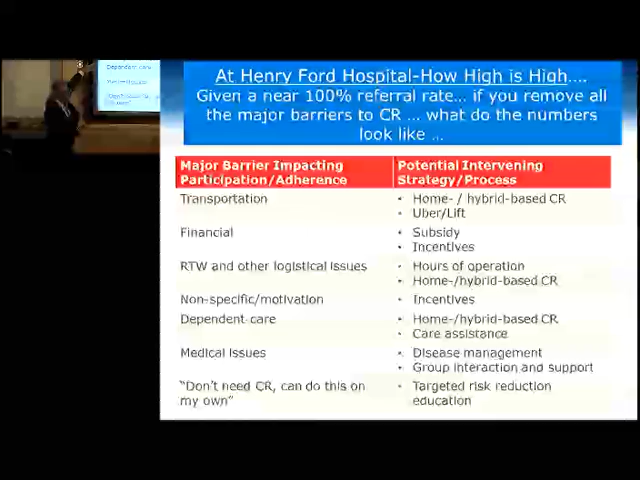 At Henry Ford Hospital-How High is High....
Given a near 100% referral rate... if you remove all
the major barriers to CR ... what do the numbers
look like ...
Major Barrier Impacting
Participation/Adherence
Potential Intervening
Strategy/Process
Transportation
• Home- / hybrid-based CR
• Uber/Lift
Financial
• Subsidy
• Incentives
RTW and other logistical issues
• Hours of operation
• Home-/hybrid-based CR
Non-specific/motivation
• Incentives
Dependent care
• Home-/hybrid-based CR
• Care assistance
Medical issues
• Disease management
• Group interaction and support
"Don't need CR, can do this on
my own"
• Targeted risk reduction
education
Dependent care